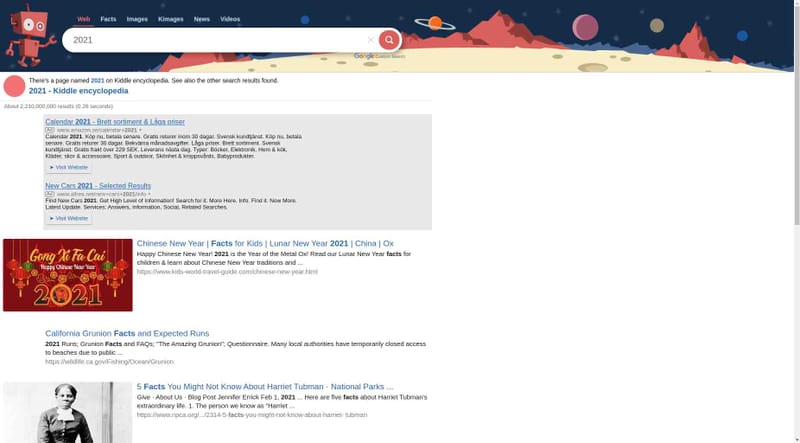 Web Facts Images Kimages News Videos
2021
Google Custom Search
There's a page named 2021 on Kiddle encyclopedia. See also the other search results found.
2021 - Kiddle encyclopedia
About 2,210,000,000 results (0.26 seconds)
Calendar 2021 - Brett sortiment & Låga priser
Ad www.amazon.se/calendar+2021
Calendar 2021. Köp nu, betala senare. Gratis returer inom 30 dagar. Svensk kundtjänst. Köp nu, betala
senare. Gratis returer 30 dagar. Bekväma månadsavgifter. Låga priser. Brett sortiment. Svensk
kundtjänst. Gratis frakt över 229 SEK. Leverans nästa dag. Typer: Böcker, Elektronik, Hem & kök,
Kläder, skor & accessoare, Sport & outdoor, Skönhet & kroppsvårds, Babyprodukter.
➤ Visit Website
New Cars 2021 - Selected Results
Ad www.allres.net/new+cars+2021/info
Find New Cars 2021. Get High Level of Information! Search for it. More Here. Info. Find it. Now More.
Latest Update. Services: Answers, Information, Social, Related Searches.
➤ Visit Website
Gong Xi Fa Cai
Happy Chinese New Year
2021
Chinese New Year | Facts for Kids | Lunar New Year 2021 | China | Ox
Happy Chinese New Year! 2021 is the Year of the Metal Ox! Read our Lunar New Year facts for
children & learn about Chinese New Year traditions and ...
https://www.kids-world-travel-guide.com/chinese-new-year.html
California Grunion Facts and Expected Runs
2021 Runs; Grunion Facts and FAQs; "The Amazing Grunion"; Questionnaire. Many local authorities have temporarily closed access
to beaches due to public ...
https://wildlife.ca.gov/Fishing/Ocean/Grunion
5 Facts You Might Not Know About Harriet Tubman · National Parks ...
Give · About Us · Blog Post Jennifer Errick Feb 1, 2021 ... Here are five facts about Harriet Tubman's
extraordinary life. 1. The person we know as "Harriet ...
https://www.npca.org/.../2314-5-facts-you-might-not-know-about-harriet- tubman